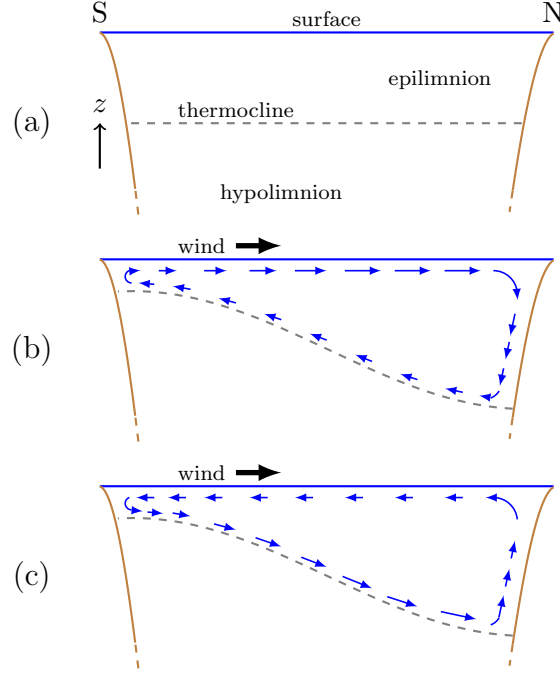 S N
surface
epilimnion
(a) z thermocline
hypolimnion
wind
(b)
wind
(c)